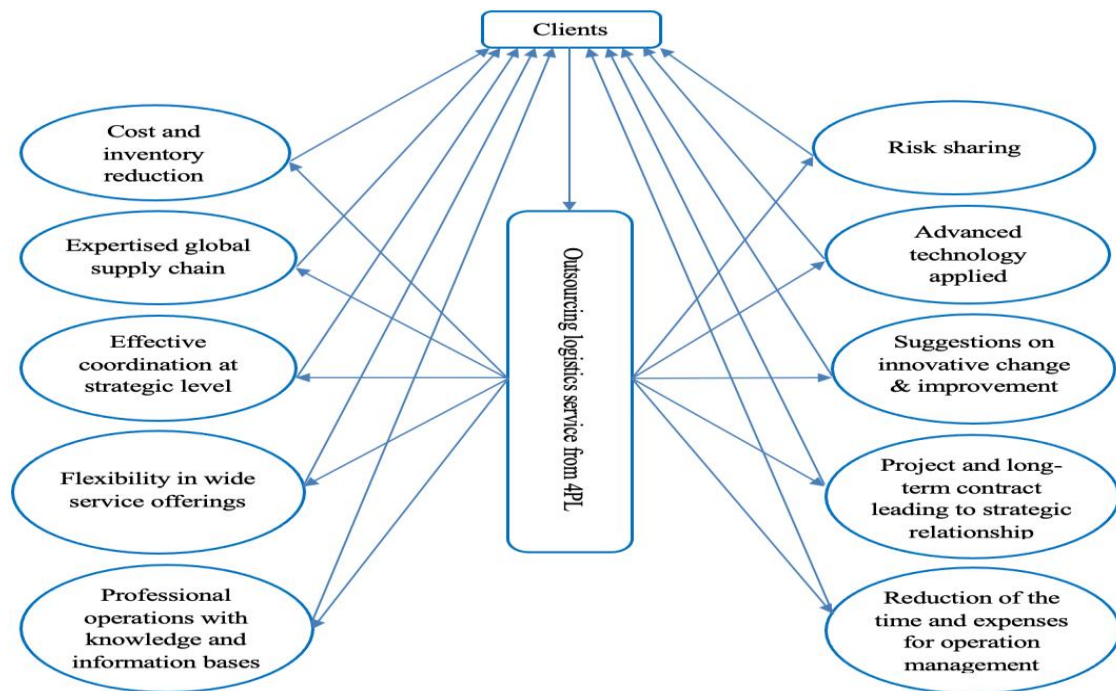 Clients
Cost and
inventory
reduction
Expertised global
supply chain
Effective
coordination at
strategic level
Flexibility in wide
service offerings
Professional
operations with
knowledge and
information bases
Outsourcing logistics service from 4PL
Risk sharing
Advanced
technology
applied
Suggestions on
innovative change
& improvement
Project and long-
term contract
leading to strategic
relationship
Reduction of the
time and expenses
for operation
management